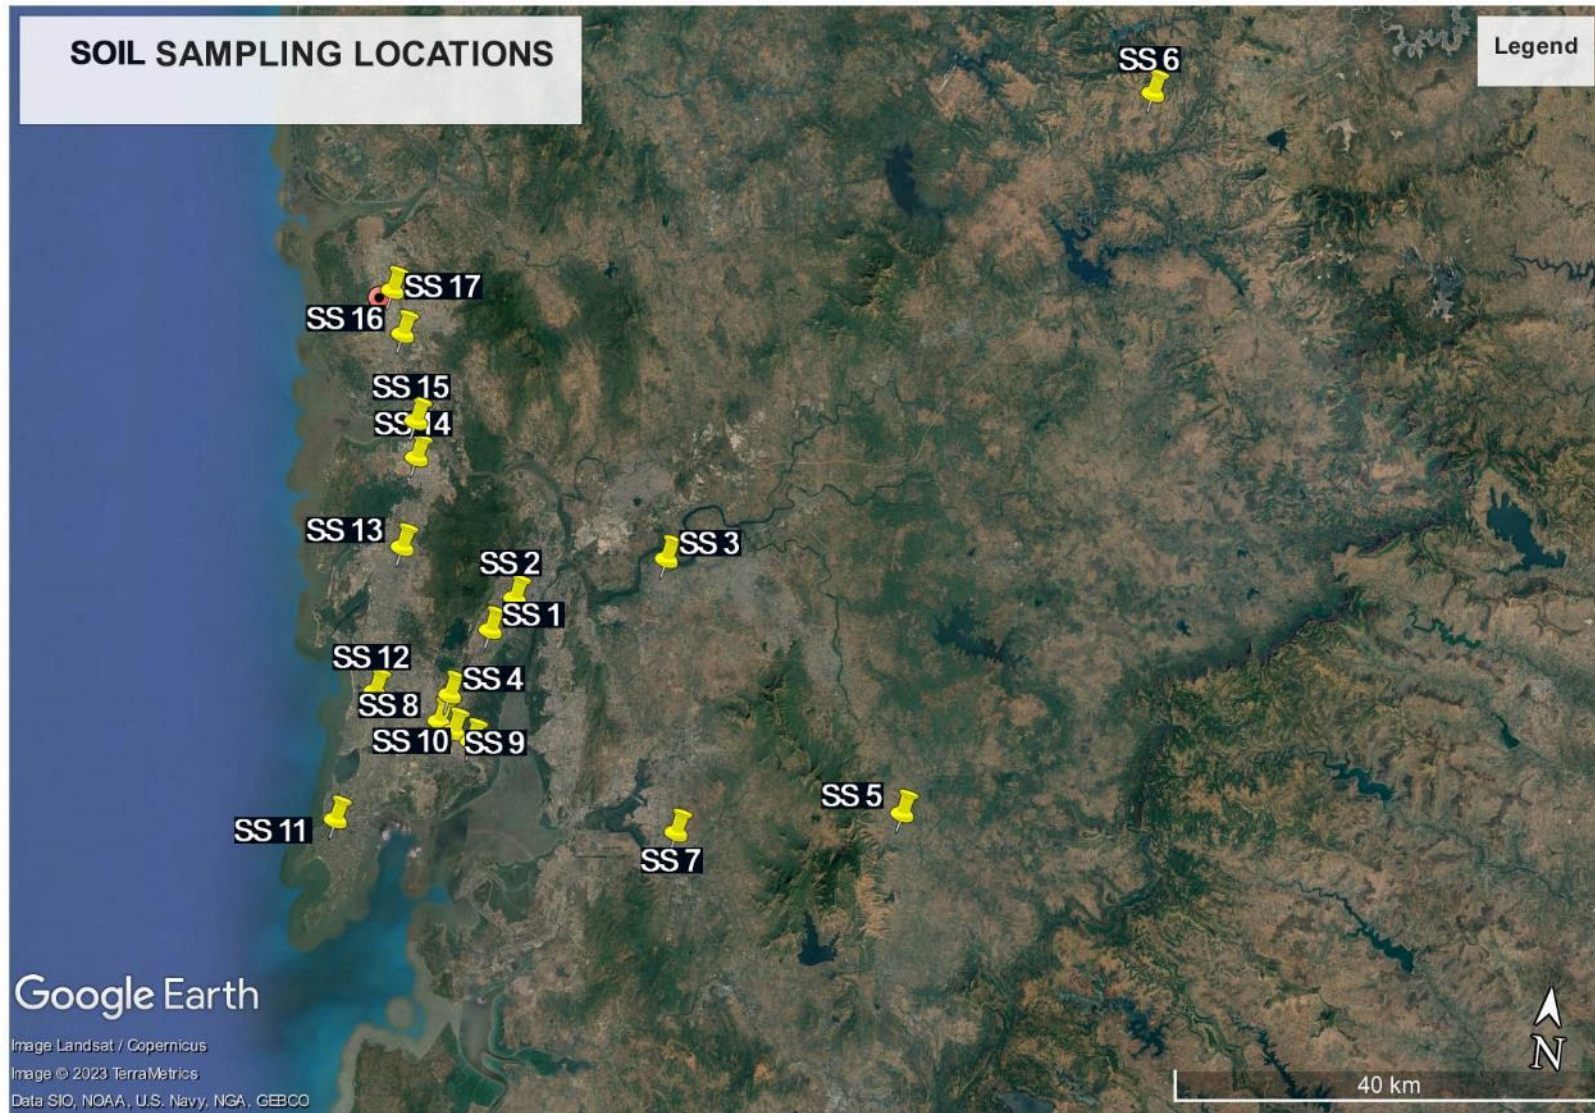 SOIL SAMPLING LOCATIONS
Legend
SS 6
SS 17
SS 16
SS 15
SS 14
SS 13
SS 3
SS 2
SS 1
SS 12
SS 4
SS 8
SS 10
SS 9
SS 5
SS 11
SS 7
Google Earth
Image Landsat / Copernicus
Image © 2023 TerraMetrics
Data SIO, NOAA, U.S. Navy, NGA, GEBCO
N
40 km